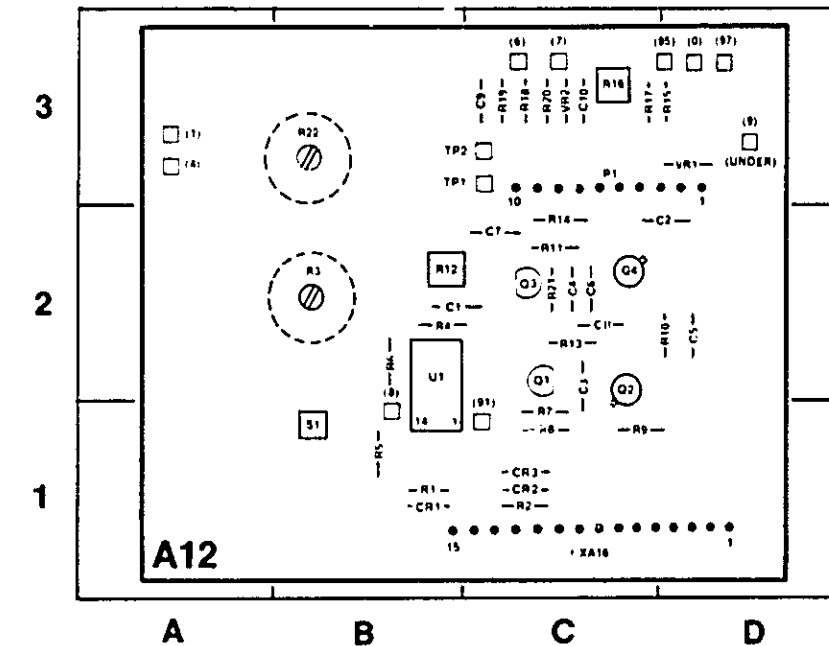 (6) (7) (95) (0) (97)
3
C9 R19 R18 R20 VR2 C10 R16 R17 R15
(1)
R22
(9)
TP2
(UNDER)
VR1
TP1
P1
10 1
R14 C2
C7
R11
R3
R12
Q3 R21 C4 C6 Q4
2
C1
R4 C11
R13 R10 C5
R6
U1
Q1 C3 Q2
(8) (91)
R7
S1
14 1
R8 R9
R5
CR3
R1 CR2
1
CR1 R2
15 1
A12
XA16
A B C D